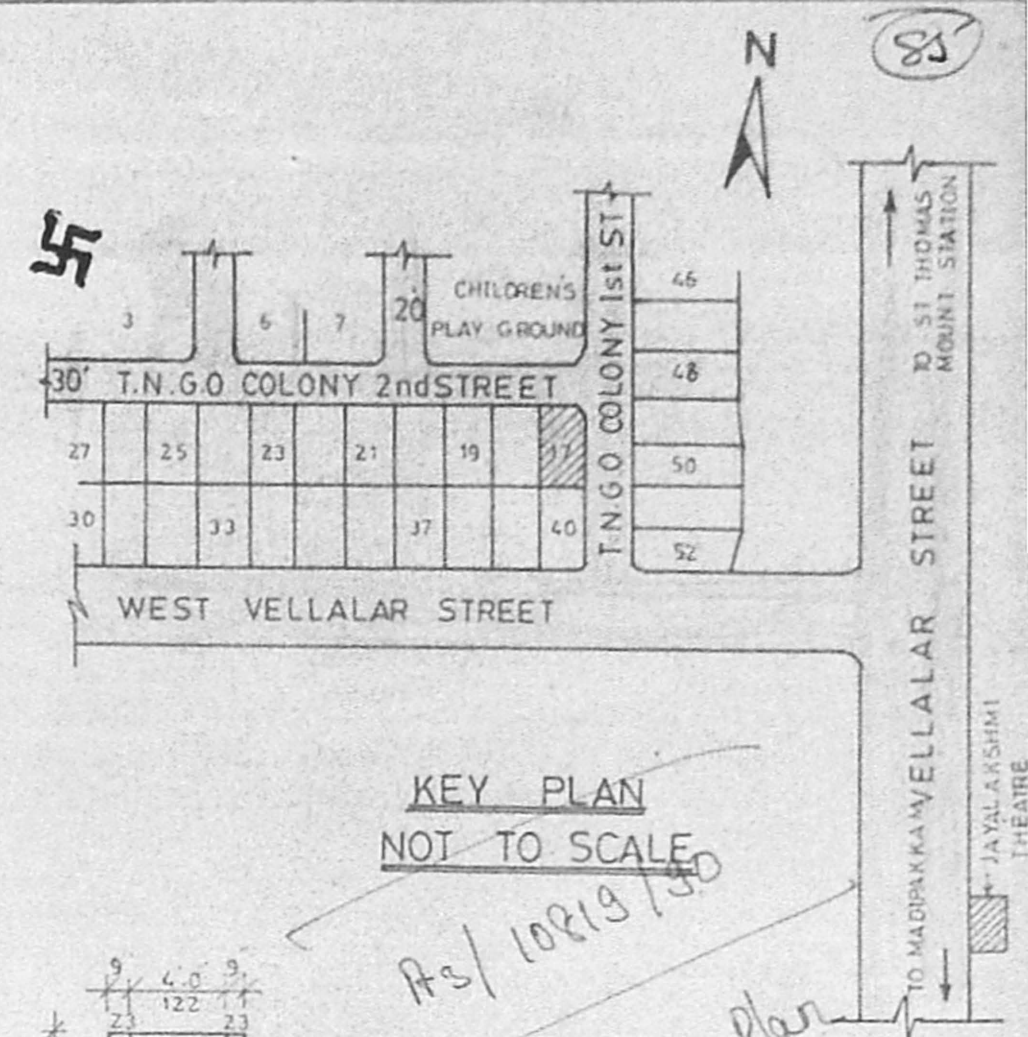 85
N
3
6
7
20'
CHILDREN'S
PLAY GROUND
30' T.N.G.O COLONY 2nd STREET
27 25 23 21 19 17
30 33 37 40
T.N.G.O COLONY 1st ST
46
48
50
52
WEST VELLALAR STREET
TO ST THOMAS
MOUNT STATION
VELLALAR STREET
TO MADIPAKKAM
JAYALAKSHMI
THEATRE
KEY PLAN
NOT TO SCALE
A3/10819/90
Plan
9 4.0 9
122
23 23